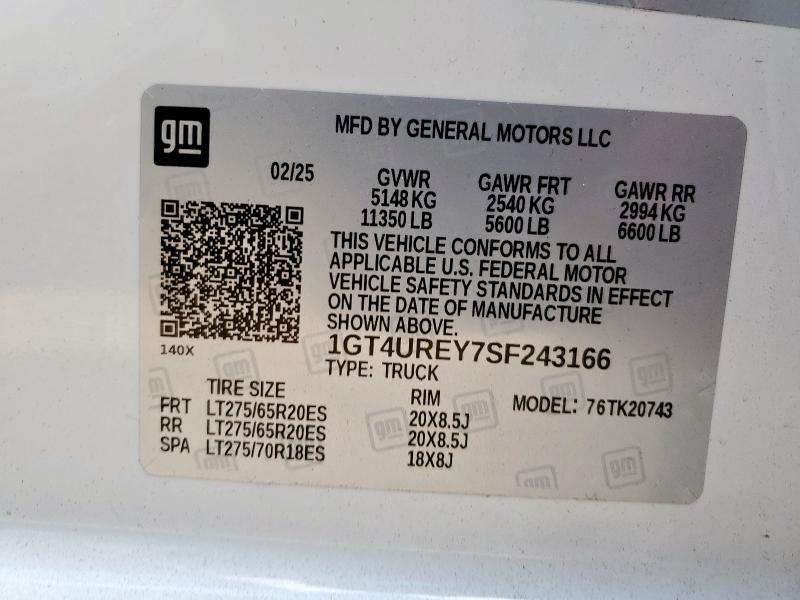 gm
MFD BY GENERAL MOTORS LLC
02/25
GVWR GAWR FRT GAWR RR
5148 KG 2540 KG 2994 KG
11350 LB 5600 LB 6600 LB
THIS VEHICLE CONFORMS TO ALL
APPLICABLE U.S. FEDERAL MOTOR
VEHICLE SAFETY STANDARDS IN EFFECT
ON THE DATE OF MANUFACTURE
SHOWN ABOVE.
140X
1GT4UREY7SF243166
TYPE: TRUCK
TIRE SIZE RIM MODEL: 76TK20743
FRT LT275/65R20ES 20X8.5J
RR LT275/65R20ES 20X8.5J
SPA LT275/70R18ES 18X8J